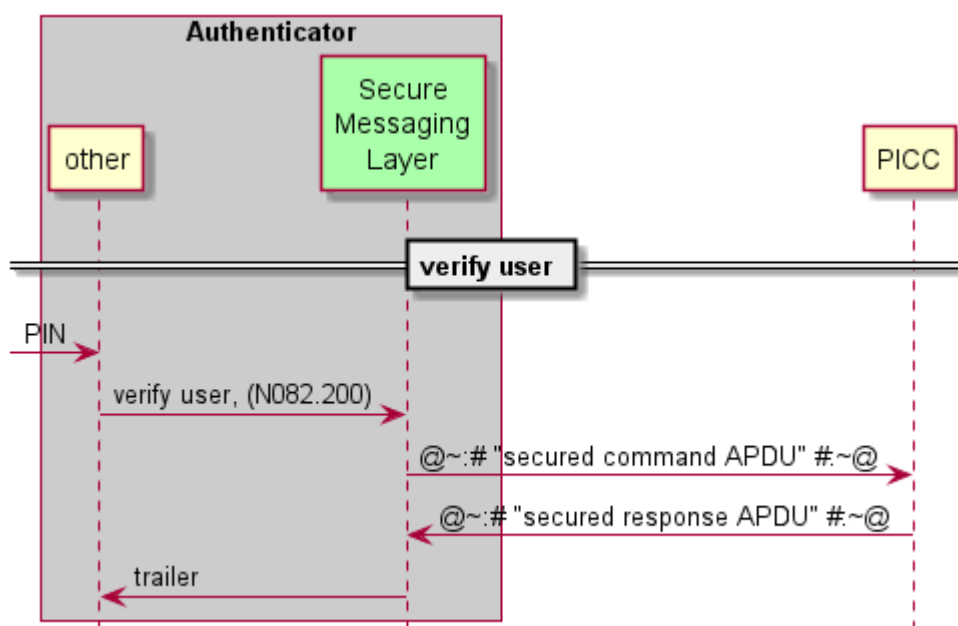 Authenticator
Secure
Messaging
Layer
other
PICC
verify user
PIN
verify user, (N082.200)
@~:# "secured command APDU" #:~@
@~:# "secured response APDU" #:~@
trailer